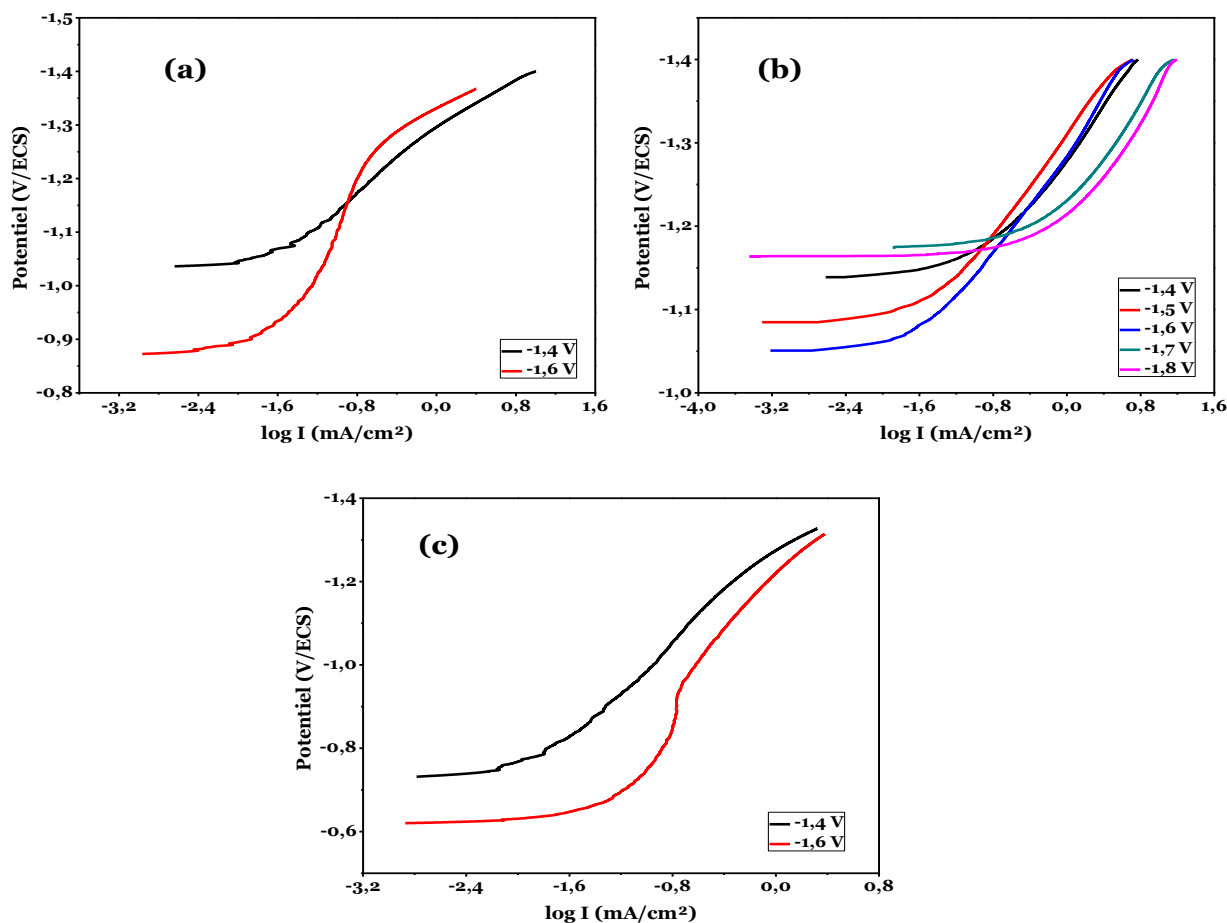 (a)
Potentiel (V/ECS)
-1,5
-1,4
-1,3
-1,2
-1,1
-1,0
-0,9
-0,8
-3,2 -2,4 -1,6 -0,8 0,0 0,8 1,6
log I (mA/cm²)
-1,4 V
-1,6 V
(b)
Potentiel (V/ECS)
-1,4
-1,3
-1,2
-1,1
-1,0
-4,0 -3,2 -2,4 -1,6 -0,8 0,0 0,8 1,6
log I (mA/cm²)
-1,4 V
-1,5 V
-1,6 V
-1,7 V
-1,8 V
(c)
Potentiel (V/ECS)
-1,4
-1,2
-1,0
-0,8
-0,6
-3,2 -2,4 -1,6 -0,8 0,0 0,8
log I (mA/cm²)
-1,4 V
-1,6 V